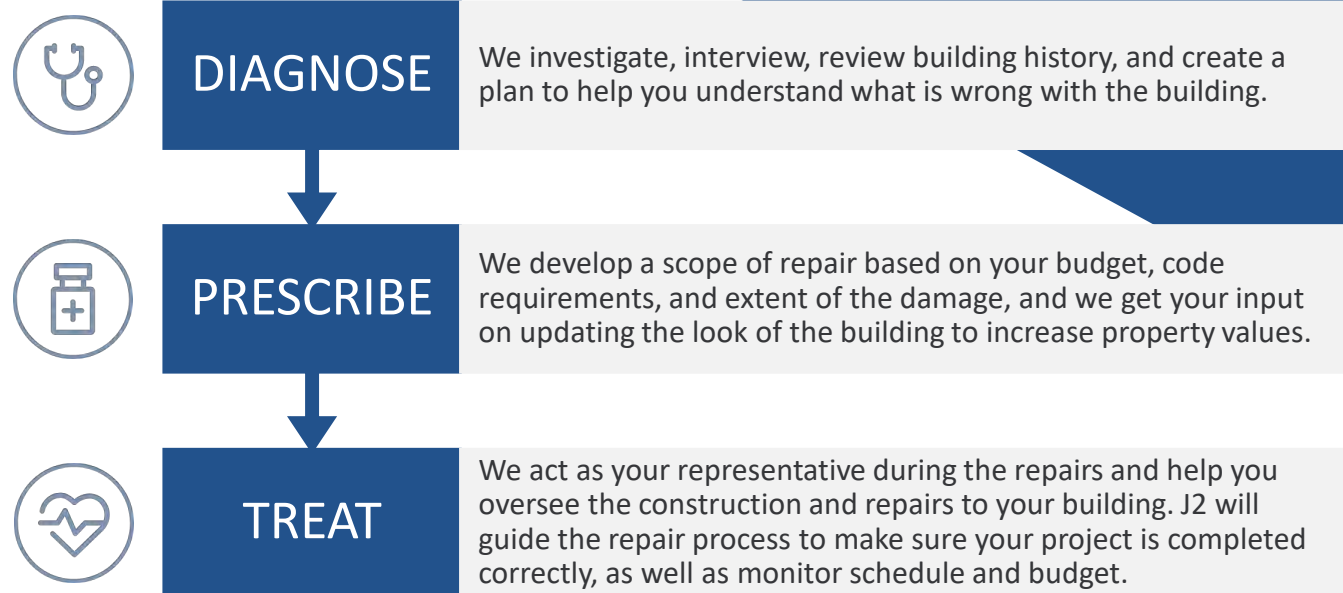 DIAGNOSE
We investigate, interview, review building history, and create a
plan to help you understand what is wrong with the building.
PRESCRIBE
We develop a scope of repair based on your budget, code
requirements, and extent of the damage, and we get your input
on updating the look of the building to increase property values.
TREAT
We act as your representative during the repairs and help you
oversee the construction and repairs to your building. J2 will
guide the repair process to make sure your project is completed
correctly, as well as monitor schedule and budget.